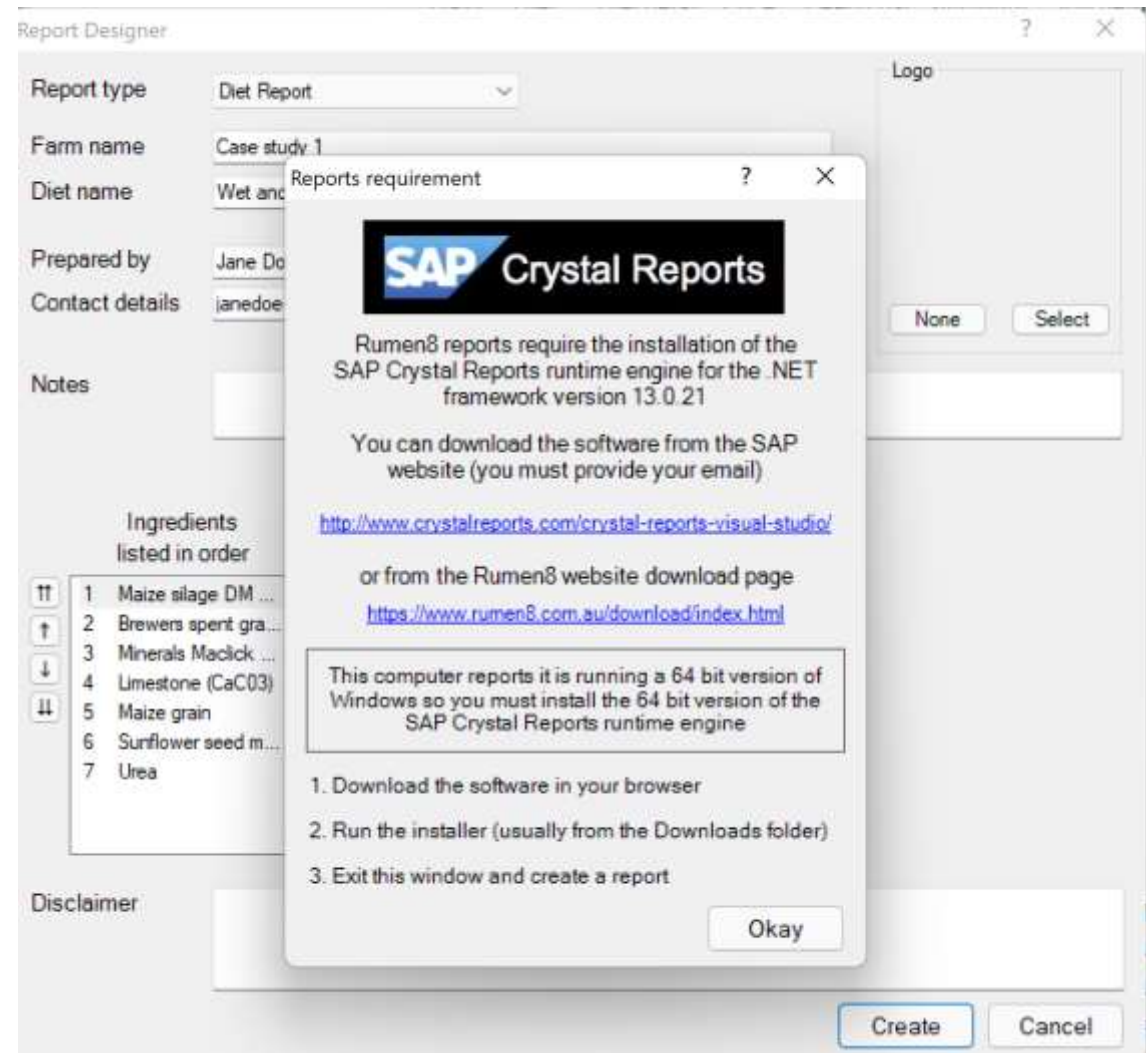 Report Designer
?
Report type
Diet Report
Logo
Farm name
Case study 1
Diet name
Wet and
Prepared by
Jane Do
Contact details
janedoe
None
Select
Notes
Ingredients
listed in order
1 Maize silage DM ...
2 Brewers spent gra...
3 Minerals Maclick ...
4 Limestone (CaC03)
5 Maize grain
6 Sunflower seed m...
7 Urea
Disclaimer
Create
Cancel
Reports requirement
?
SAP Crystal Reports
Rumen8 reports require the installation of the
SAP Crystal Reports runtime engine for the .NET
framework version 13.0.21
You can download the software from the SAP
website (you must provide your email)
http://www.crystalreports.com/crystal-reports-visual-studio/
or from the Rumen8 website download page
https://www.rumen8.com.au/download/index.html
This computer reports it is running a 64 bit version of
Windows so you must install the 64 bit version of the
SAP Crystal Reports runtime engine
1. Download the software in your browser
2. Run the installer (usually from the Downloads folder)
3. Exit this window and create a report
Okay